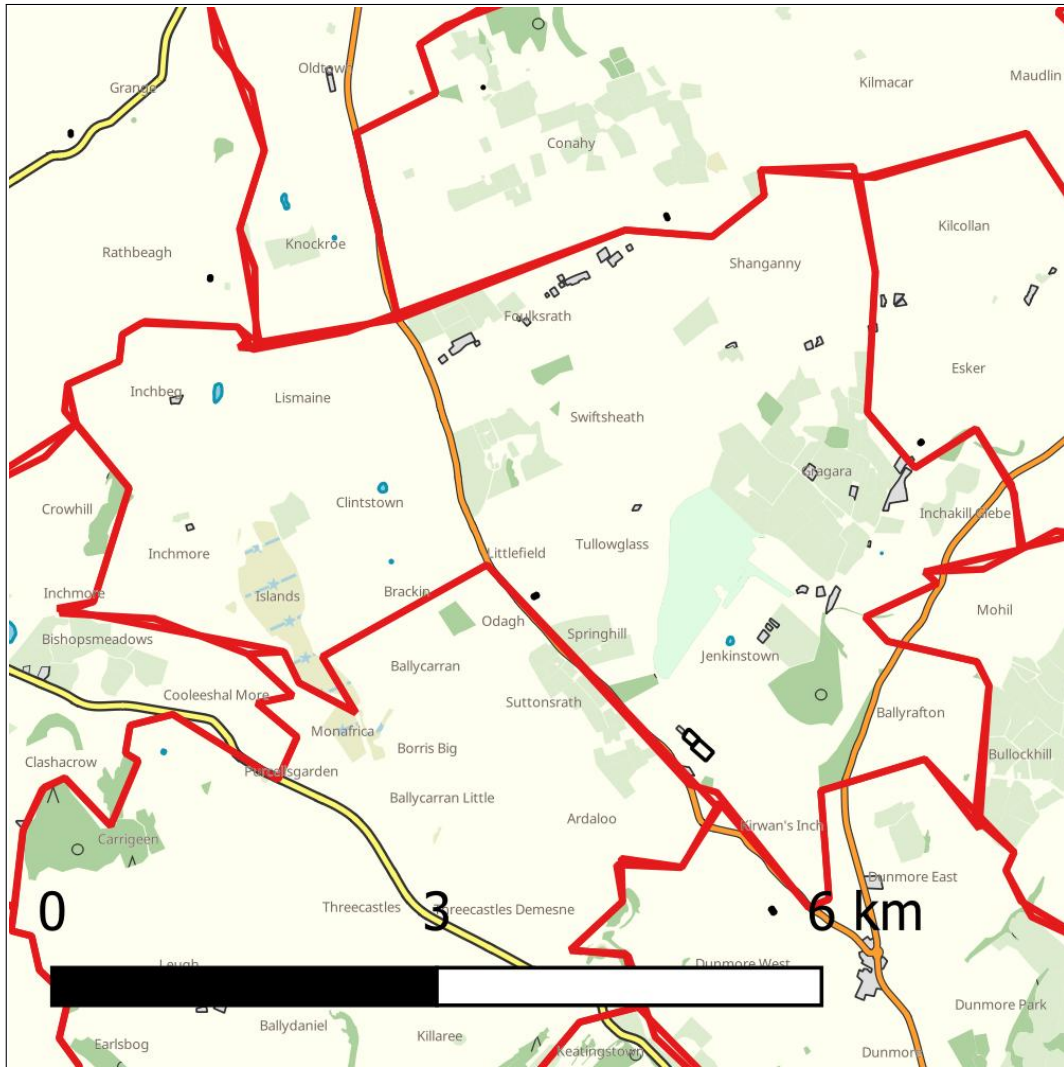 Oldtown
Grange
Kilmacar
Maudlin
Conahy
Knockroe
Kilcollan
Rathbeagh
Shanganny
Foulksrath
Esker
Inchbeg
Lismaine
Swiftsheath
Gragara
Crowhill
Clintstown
Inchakill Glebe
Inchmore
Littlefield
Tullowglass
Inchmore
Islands
Brackin
Mohil
Bishopsmeadows
Odagh
Springhill
Jenkinstown
Ballycarran
Cooleeshal More
Suttonsrath
Ballyrafton
Monafrica
Borris Big
Bullockhill
Clashacrow
Purcellsgarden
Ballycarran Little
Ardaloo
Kirwan's Inch
Carrigeen
Dunmore East
Threecastles
Threecastles Demesne
0 3 6 km
Leugh
Dunmore West
Dunmore Park
Ballydaniel
Killaree
Earlsbog
Keatingstown
Dunmore